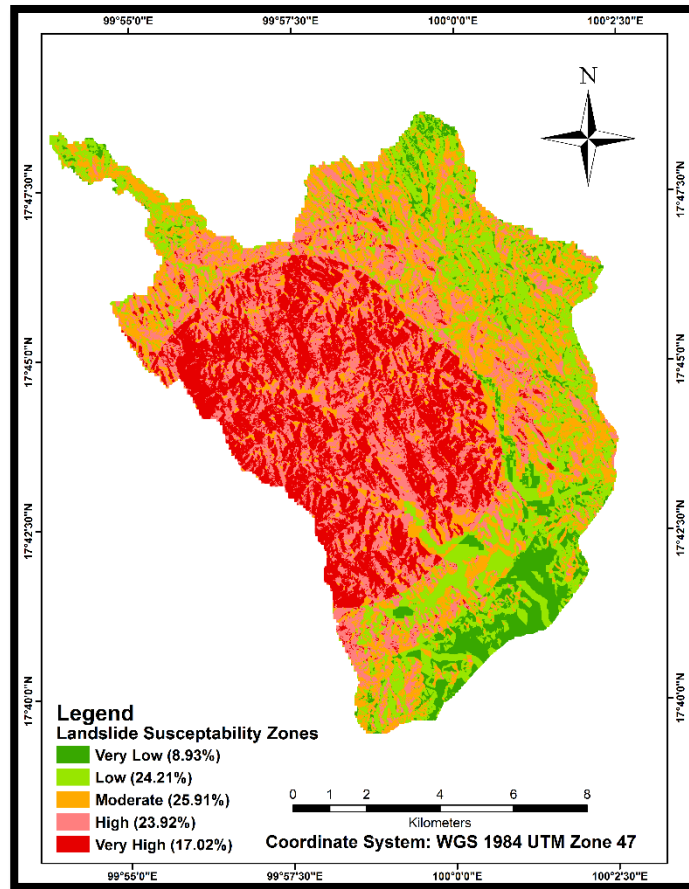 99°55'0"E 99°57'30"E 100°0'0"E 100°2'30"E
N
17°47'30"N 17°47'30"N
17°45'0"N 17°45'0"N
17°42'30"N 17°42'30"N
17°40'0"N 17°40'0"N
Legend
Landslide Susceptability Zones
Very Low (8.93%)
Low (24.21%)
Moderate (25.91%)
High (23.92%)
Very High (17.02%)
0 1 2 4 6 8
Kilometers
Coordinate System: WGS 1984 UTM Zone 47
99°55'0"E 99°57'30"E 100°0'0"E 100°2'30"E